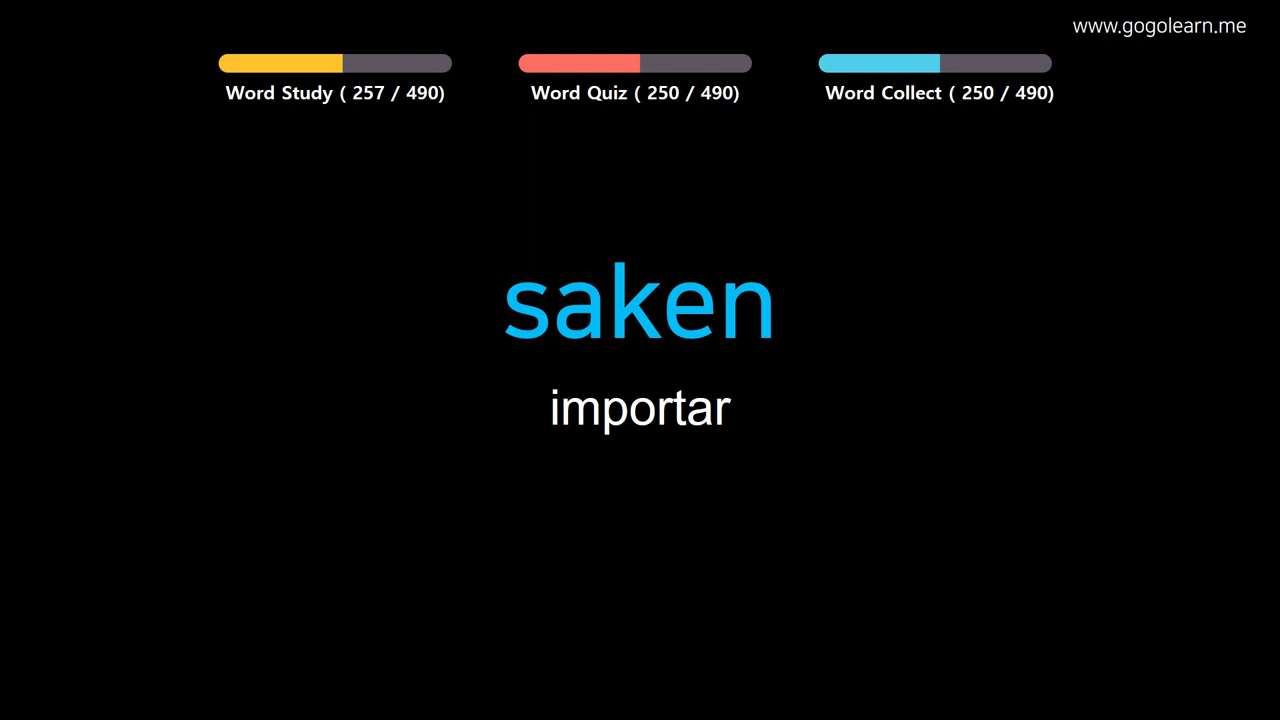 www.gogolearn.me
Word Study ( 257 / 490)
Word Quiz ( 250 / 490)
Word Collect ( 250 / 490)
saken
importar